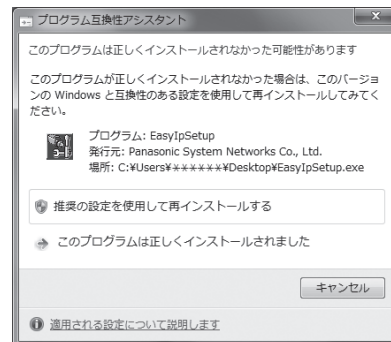 プログラム互換性アシスタント
このプログラムは正しくインストールされなかった可能性があります
このプログラムが正しくインストールされなかった場合は、このバージョ
ンの Windows と互換性のある設定を使用して再インストールしてみてく
ださい。
プログラム: EasyIpSetup
発行元: Panasonic System Networks Co., Ltd.
場所: C:¥Users¥******¥Desktop¥EasyIpSetup.exe
推奨の設定を使用して再インストールする
このプログラムは正しくインストールされました
キャンセル
適用される設定について説明します